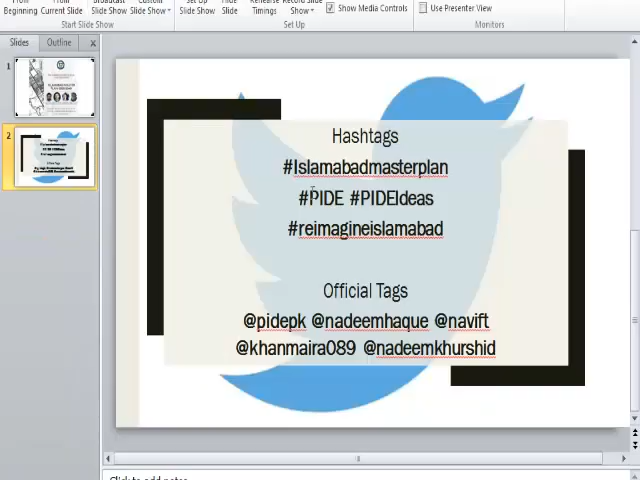 From Broadcast Custom Set Up Hide Rehearse Record Slide
Beginning Current Slide Slide Show Slide Show Slide Show Slide Timings Show
Show Media Controls
Use Presenter View
Start Slide Show Set Up Monitors
Slides Outline x
1
2
Hashtags
#Islamabadmasterplan
#PIDE #PIDEIdeas
#reimagineislamabad
Official Tags
@pidepk @nadeemhaque @navift
@khanmaira089 @nadeemkhurshid
Click to add notes